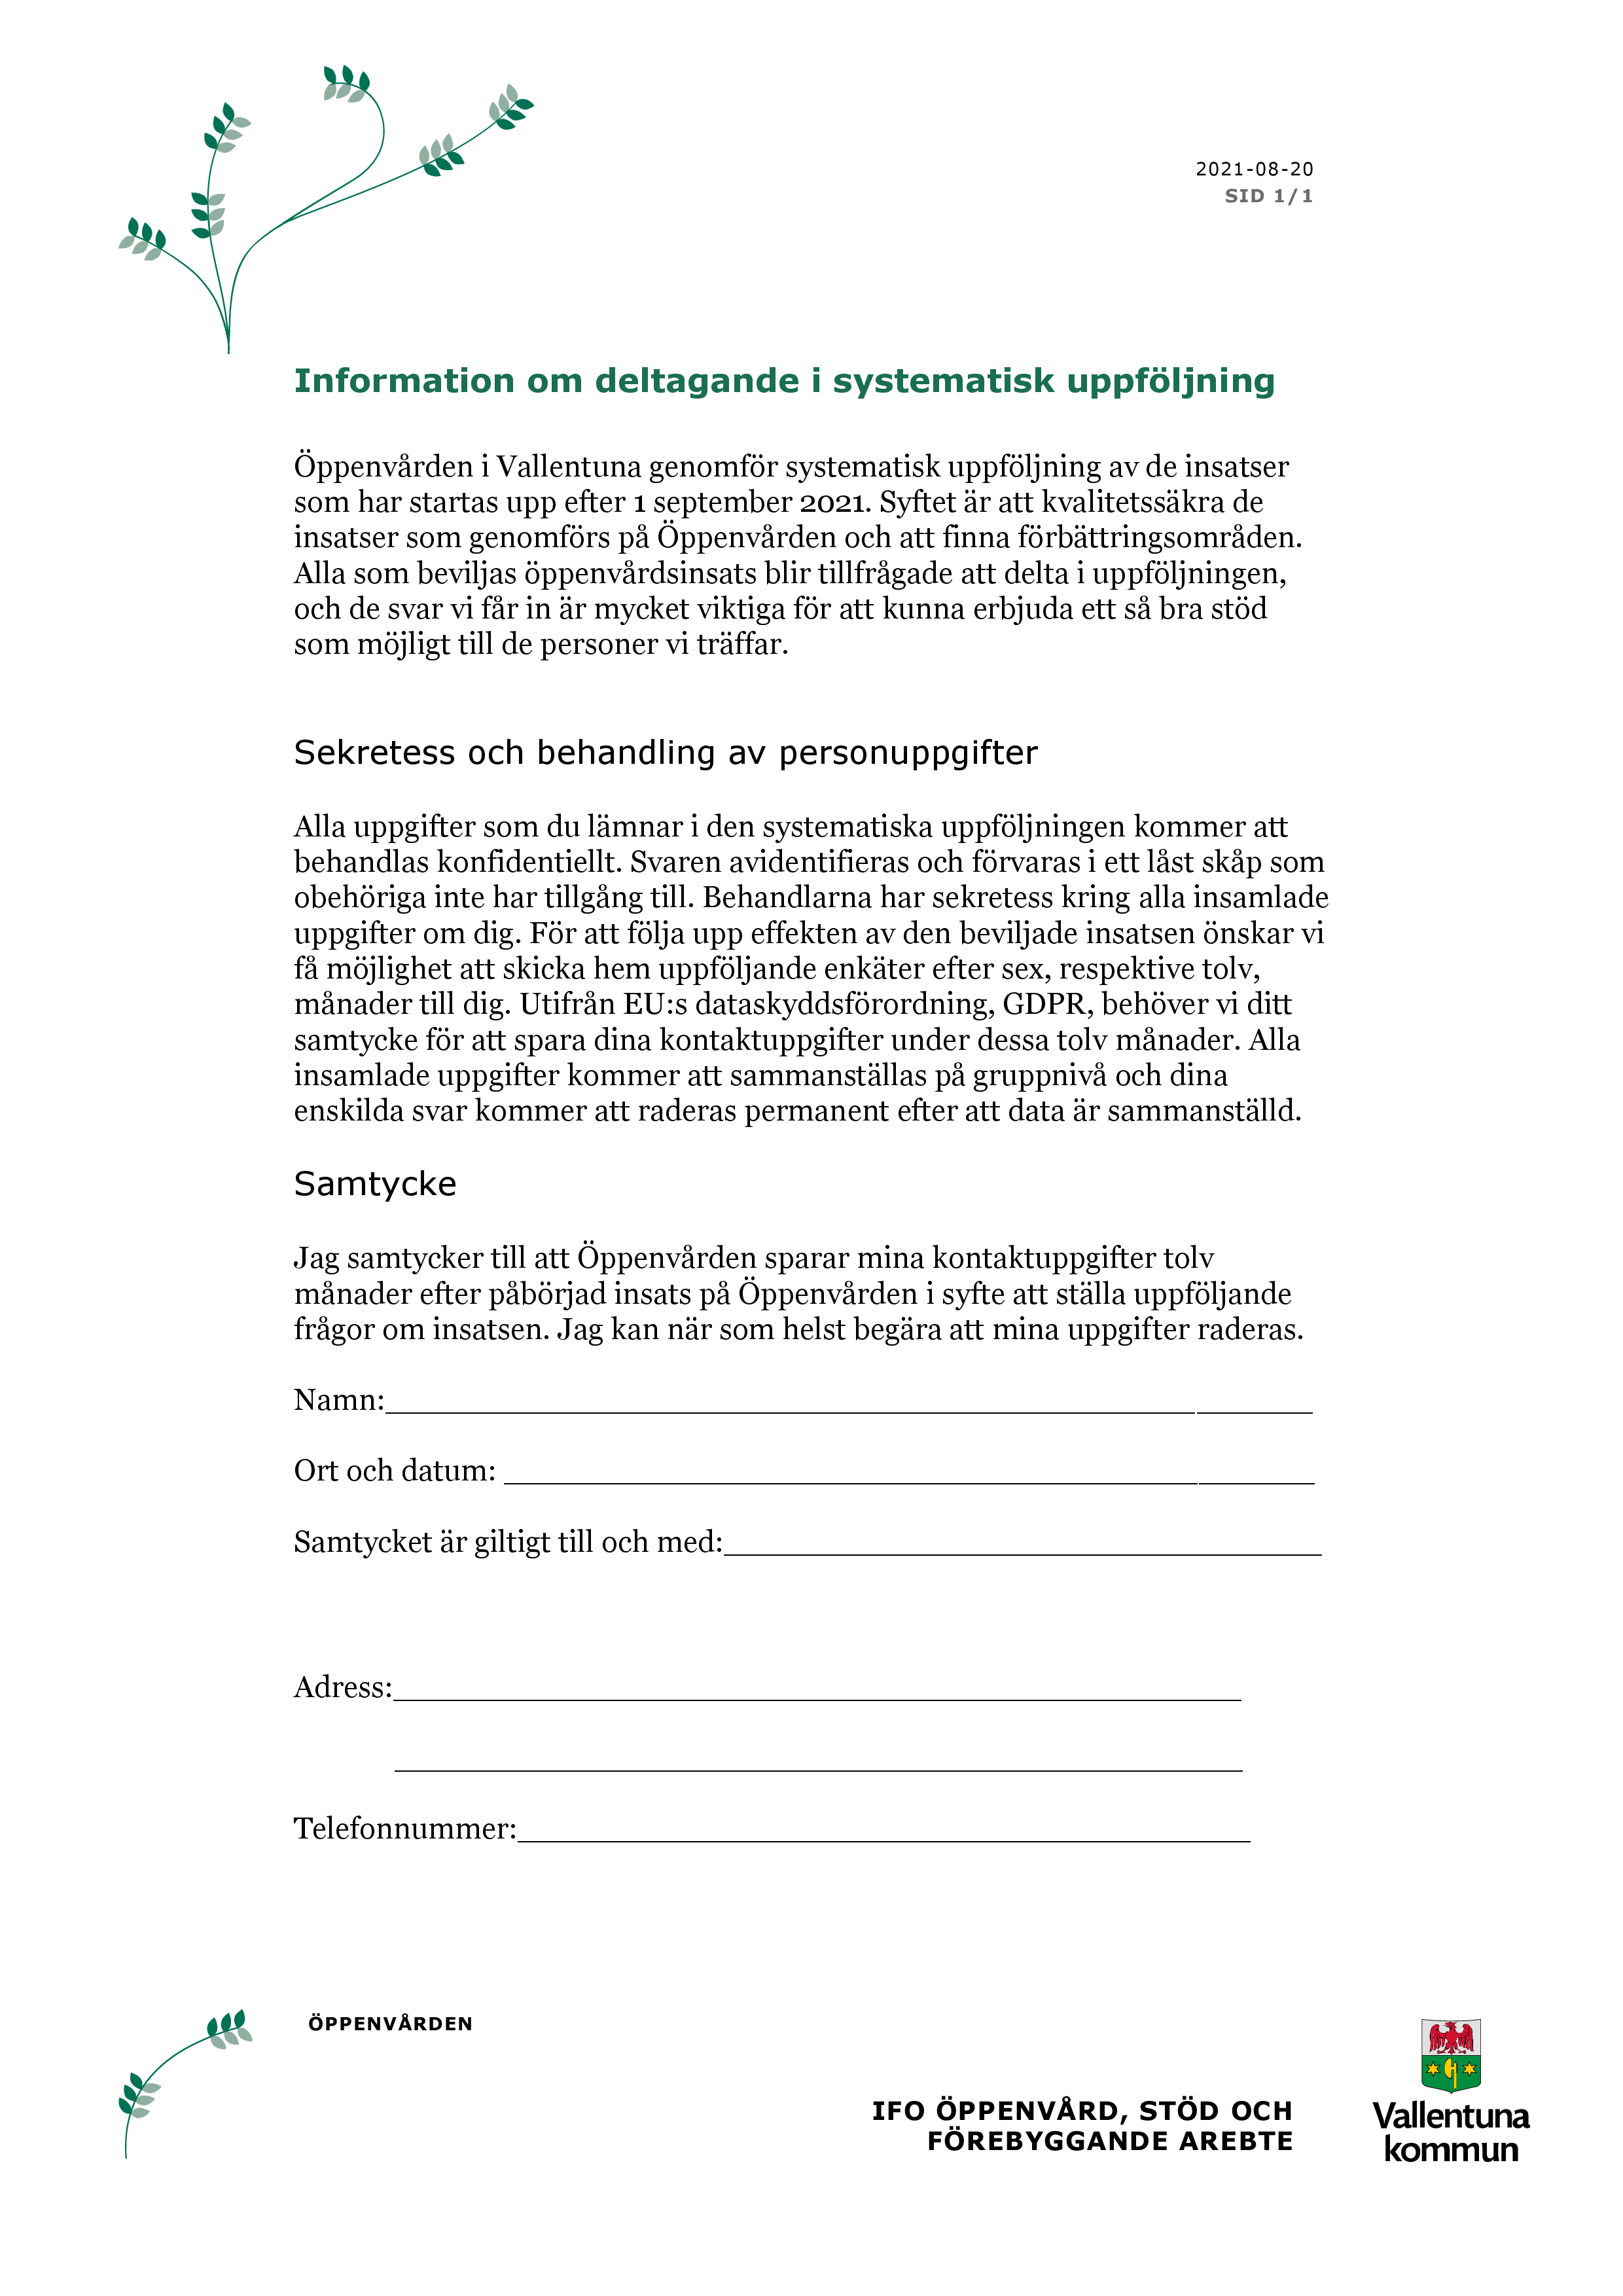 2021-08-20
SID 1/1
Information om deltagande i systematisk uppföljning
Öppenvården i Vallentuna genomför systematisk uppföljning av de insatser
som har startas upp efter 1 september 2021. Syftet är att kvalitetssäkra de
insatser som genomförs på Öppenvården och att finna förbättringsområden.
Alla som beviljas öppenvårdsinsats blir tillfrågade att delta i uppföljningen,
och de svar vi får in är mycket viktiga för att kunna erbjuda ett så bra stöd
som möjligt till de personer vi träffar.
Sekretess och behandling av personuppgifter
Alla uppgifter som du lämnar i den systematiska uppföljningen kommer att
behandlas konfidentiellt. Svaren avidentifieras och förvaras i ett låst skåp som
obehöriga inte har tillgång till. Behandlarna har sekretess kring alla insamlade
uppgifter om dig. För att följa upp effekten av den beviljade insatsen önskar vi
få möjlighet att skicka hem uppföljande enkäter efter sex, respektive tolv,
månader till dig. Utifrån EU:s dataskyddsförordning, GDPR, behöver vi ditt
samtycke för att spara dina kontaktuppgifter under dessa tolv månader. Alla
insamlade uppgifter kommer att sammanställas på gruppnivå och dina
enskilda svar kommer att raderas permanent efter att data är sammanställd.
Samtycke
Jag samtycker till att Öppenvården sparar mina kontaktuppgifter tolv
månader efter påbörjad insats på Öppenvården i syfte att ställa uppföljande
frågor om insatsen. Jag kan när som helst begära att mina uppgifter raderas.
Namn:
Ort och datum:
Samtycket är giltigt till och med:
Adress:
Telefonnummer:
ÖPPENVÅRDEN
IFO ÖPPENVÅRD, STÖD OCH
FÖREBYGGANDE AREBTE
Vallentuna
kommun